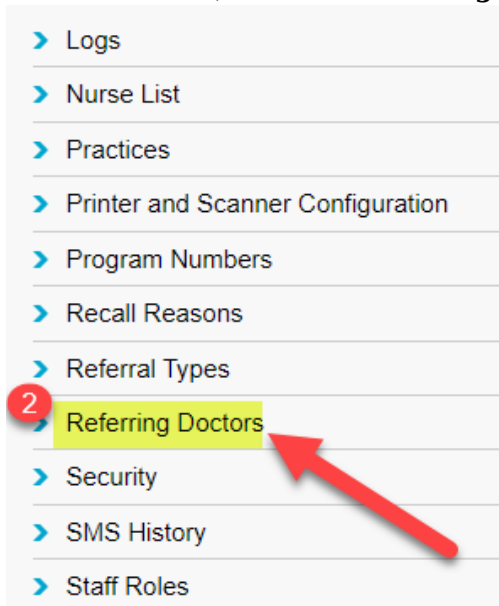 Logs
Nurse List
Practices
Printer and Scanner Configuration
Program Numbers
Recall Reasons
Referral Types
2
Referring Doctors
Security
SMS History
Staff Roles